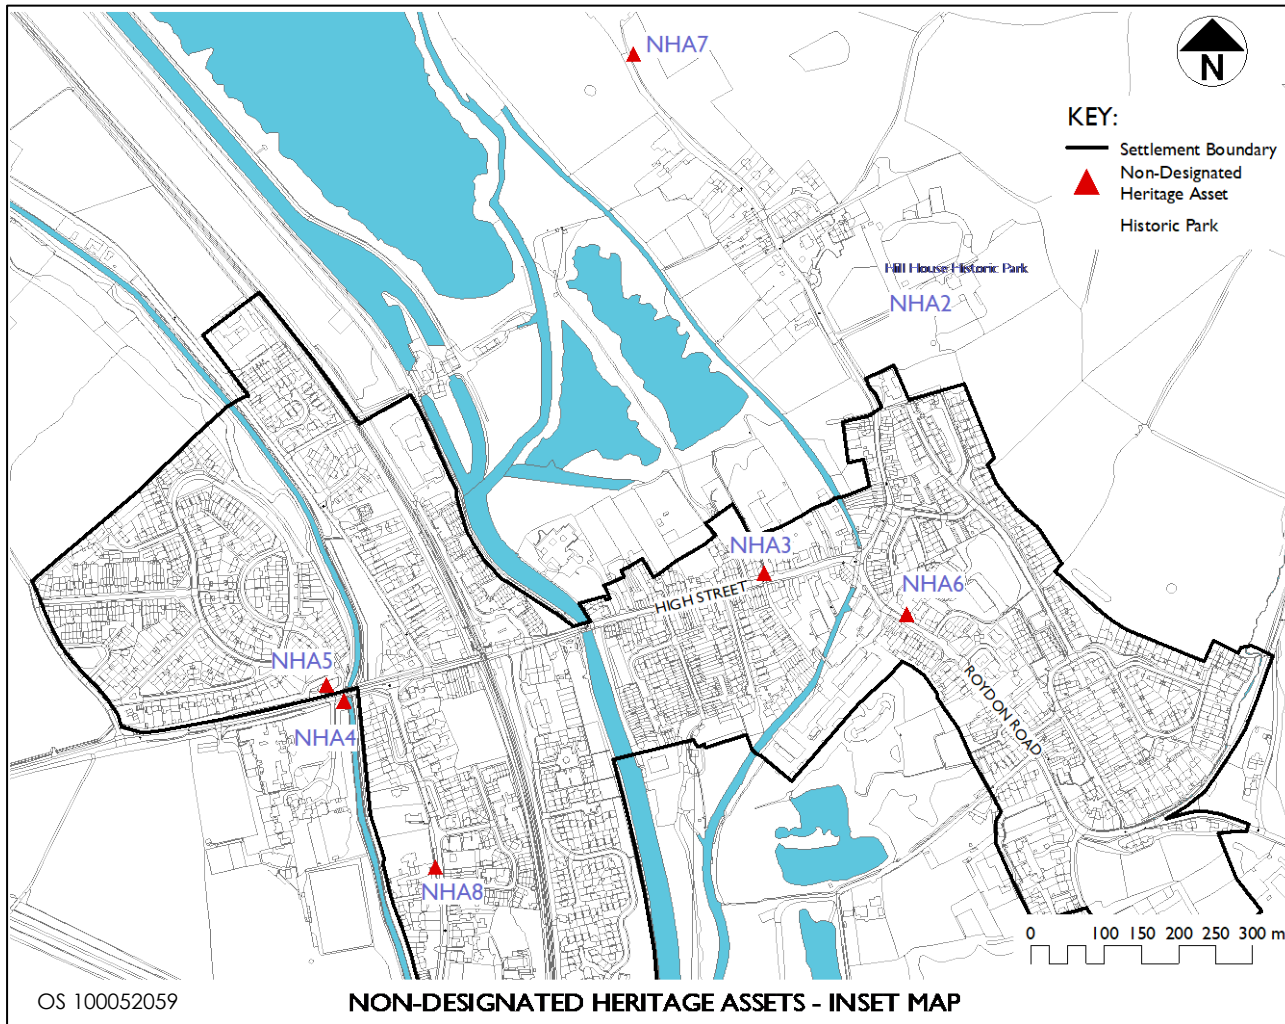 NHA7
N
KEY:
Settlement Boundary
Non-Designated
Heritage Asset
Historic Park
Hill House Historic Park
NHA2
NHA3
HIGH STREET
NHA6
NHA5
ROYDON ROAD
NHA4
NHA8
0 100 150 200 250 300 m
OS 100052059
NON-DESIGNATED HERITAGE ASSETS - INSET MAP